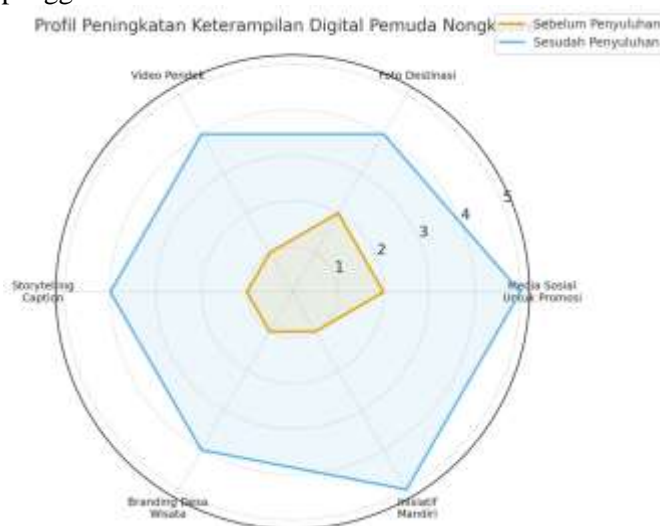 Profil Peningkatan Keterampilan Digital Pemuda
Sebelum Penyuluhan
Sesudah Penyuluhan
Video Pendek
Foto Destinasi
5
4
3
2
1
Storytelling
Caption
Media Sosial
Untuk Promosi
Branding Desa
Wisata
Inisiatif
Mandiri